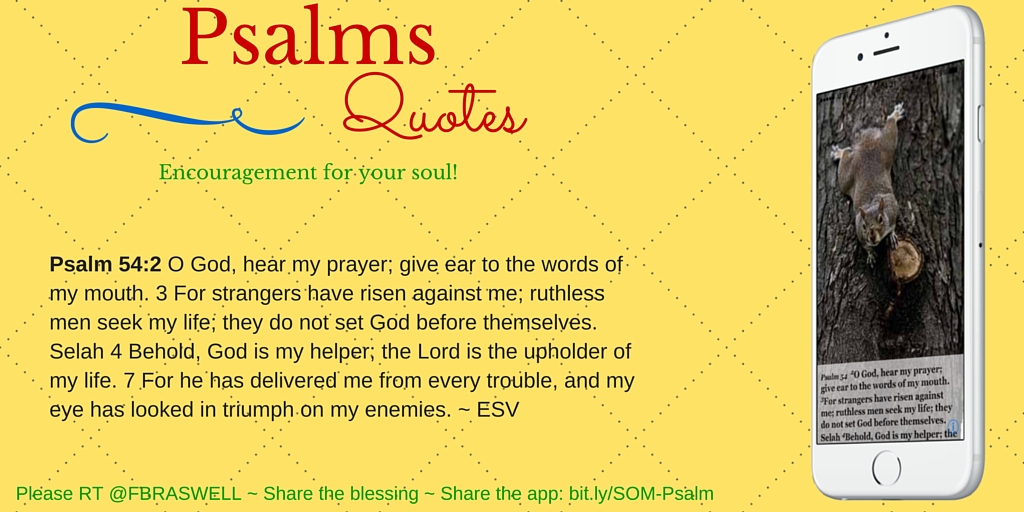 Psalms
Quotes
Encouragement for your soul!
Psalm 54:2 O God, hear my prayer; give ear to the words of
my mouth. 3 For strangers have risen against me; ruthless
men seek my life; they do not set God before themselves.
Selah 4 Behold, God is my helper; the Lord is the upholder of
my life. 7 For he has delivered me from every trouble, and my
eye has looked in triumph on my enemies. ~ ESV
Please RT @FBRASWELL ~ Share the blessing ~ Share the app: bit.ly/SOM-Psalm
Psalm 54 ²O God, hear my prayer;
give ear to the words of my mouth.
³For strangers have risen against
me; ruthless men seek my life; they
do not set God before themselves.
Selah ⁴Behold, God is my helper; the